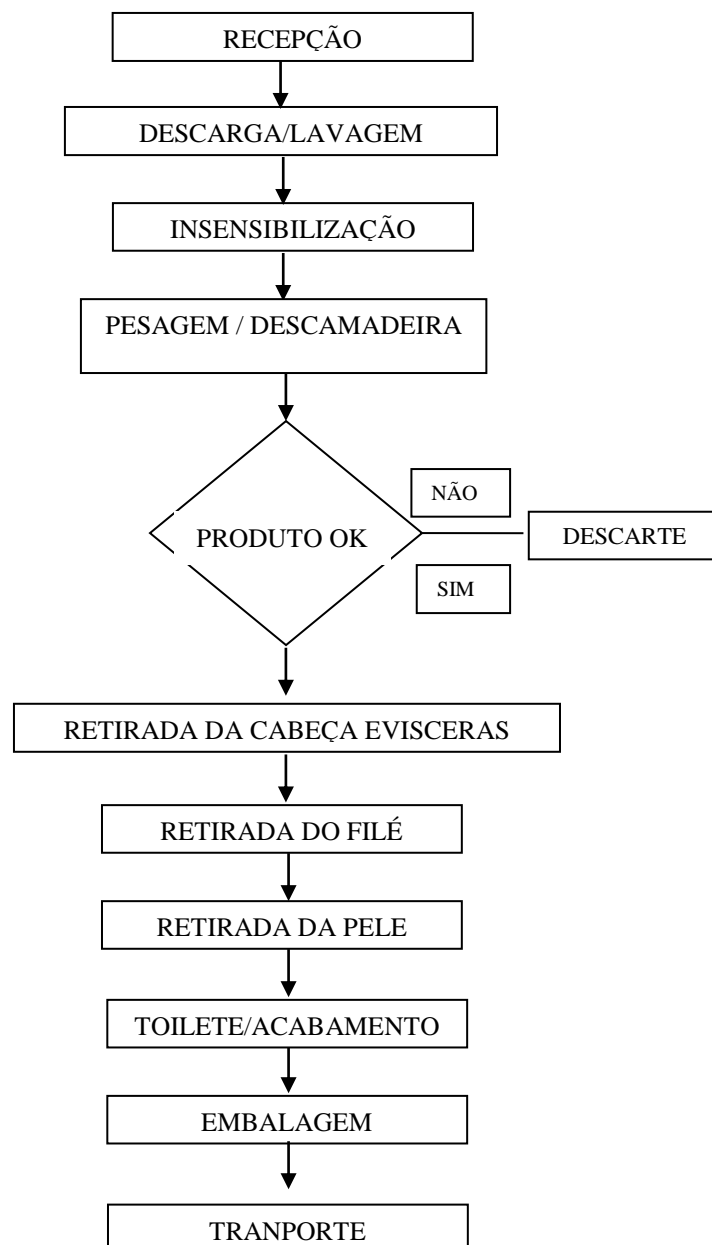 RECEPÇÃO
DESCARGA/LAVAGEM
INSENSIBILIZAÇÃO
PESAGEM / DESCAMADEIRA
NÃO
PRODUTO OK
DESCARTE
SIM
RETIRADA DA CABEÇA EVISCERAS
RETIRADA DO FILÉ
RETIRADA DA PELE
TOILETE/ACABAMENTO
EMBALAGEM
TRANPORTE